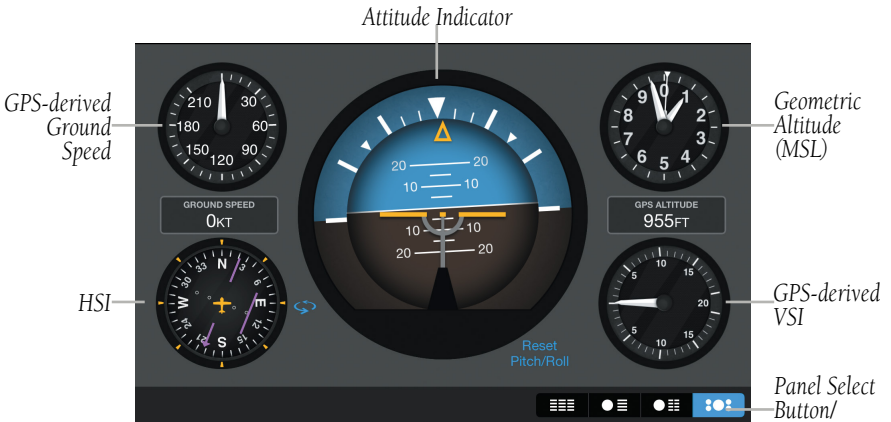 Attitude Indicator
GPS-derived
Ground
Speed
210 30
180 60
150 90
120
GROUND SPEED
0KT
HSI
N
33 3
30 6
W E
24 12
21 15
S
20 20
10 10
10 10
20 20
Reset
Pitch/Roll
0
9 1
8 2
7 3
6 4
5
GPS ALTITUDE
955FT
10
5 15
20
5 15
10
Geometric
Altitude
(MSL)
GPS-derived
VSI
Panel Select
Button/